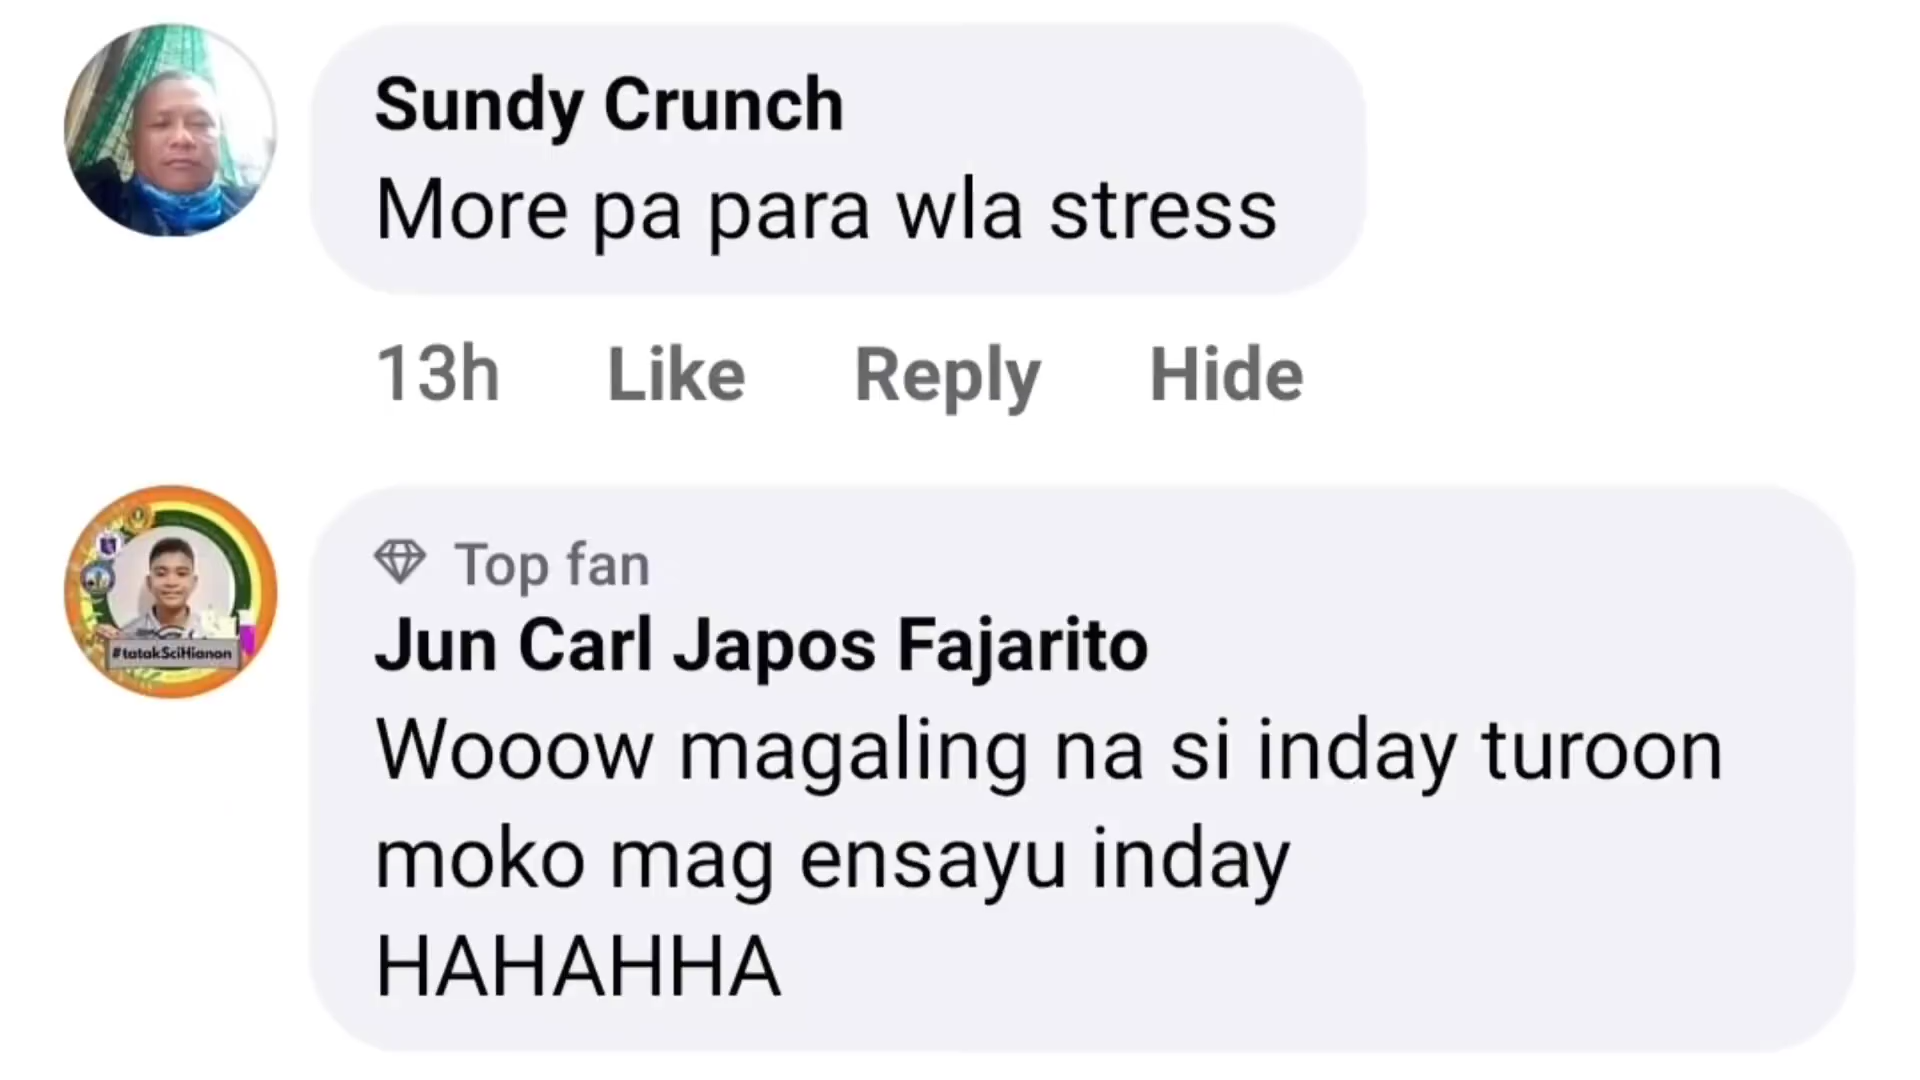 Sundy Crunch
More pa para wla stress
13h Like Reply Hide
Top fan
Jun Carl Japos Fajarito
#tatakSciHianon
Wooow magaling na si inday turoon
moko mag ensayu inday
HAHAHHA